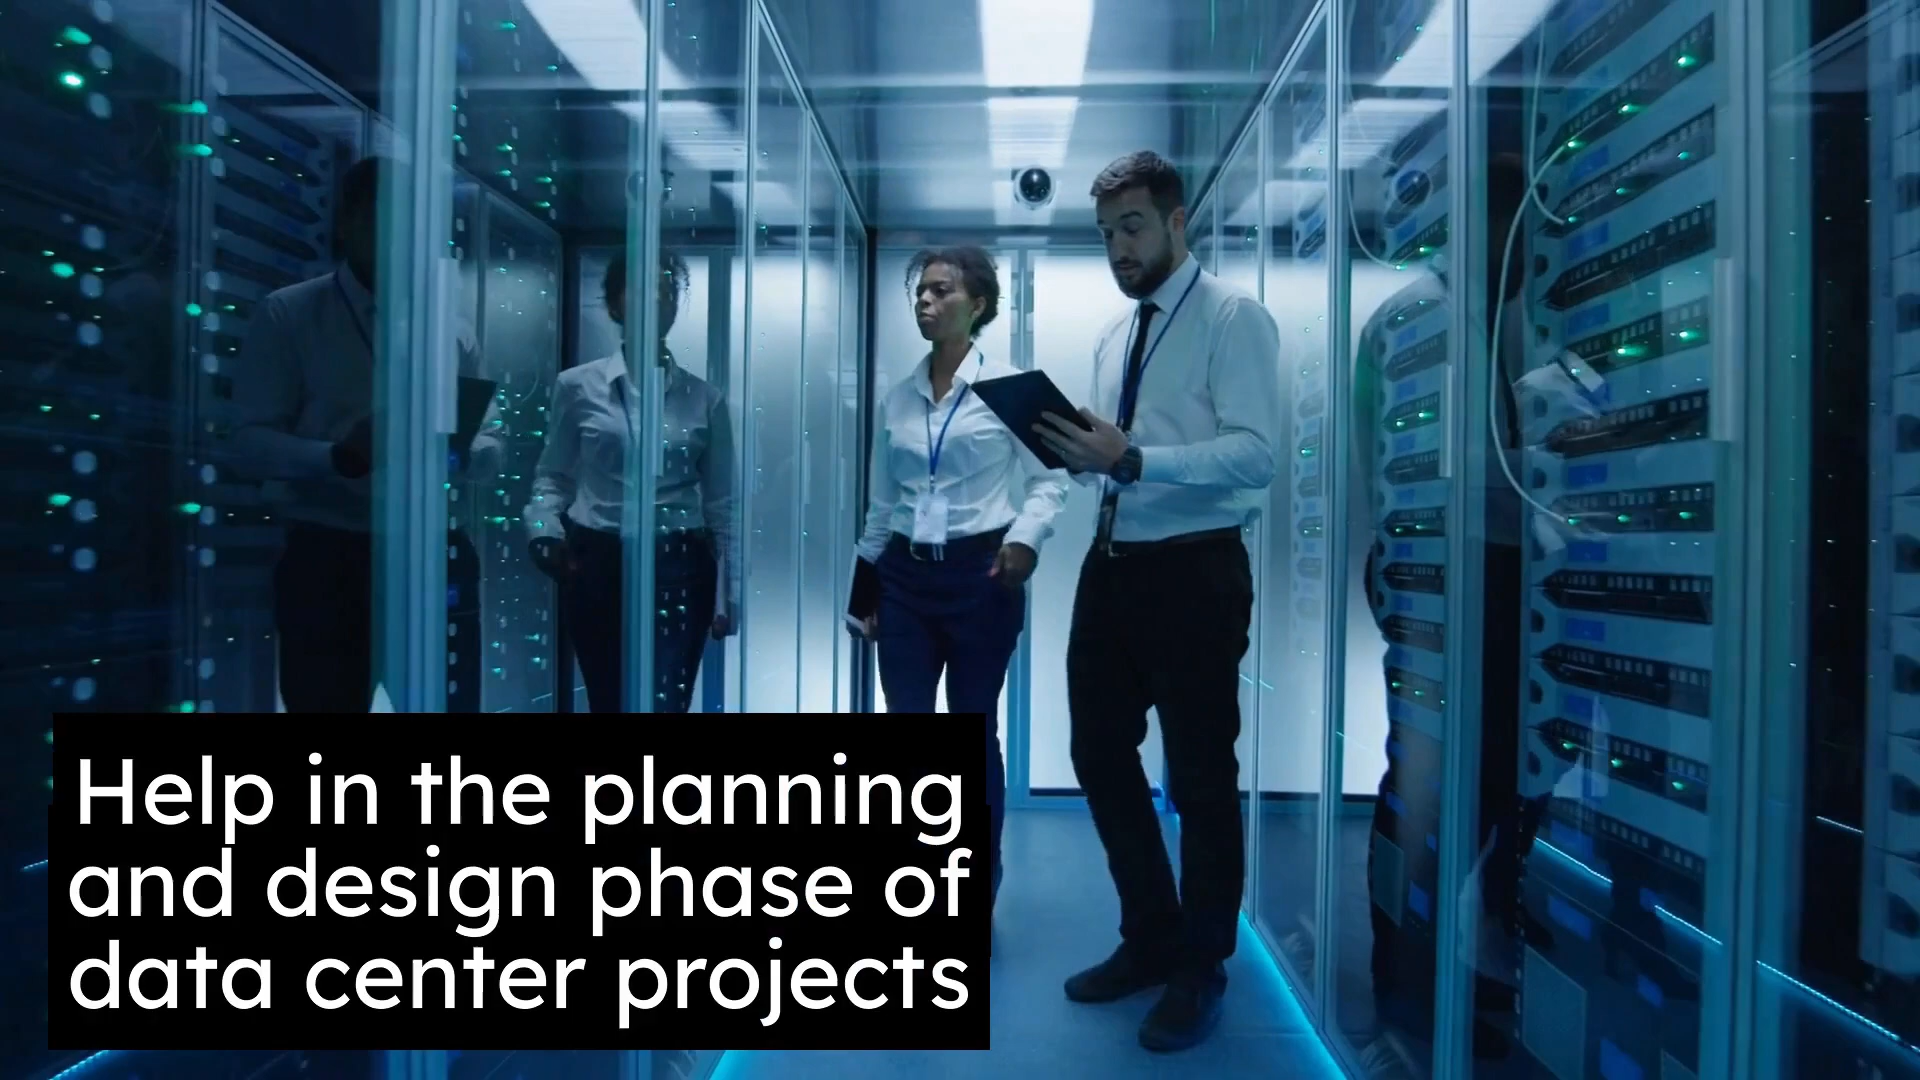 Help in the planning
and design phase of
data center projects